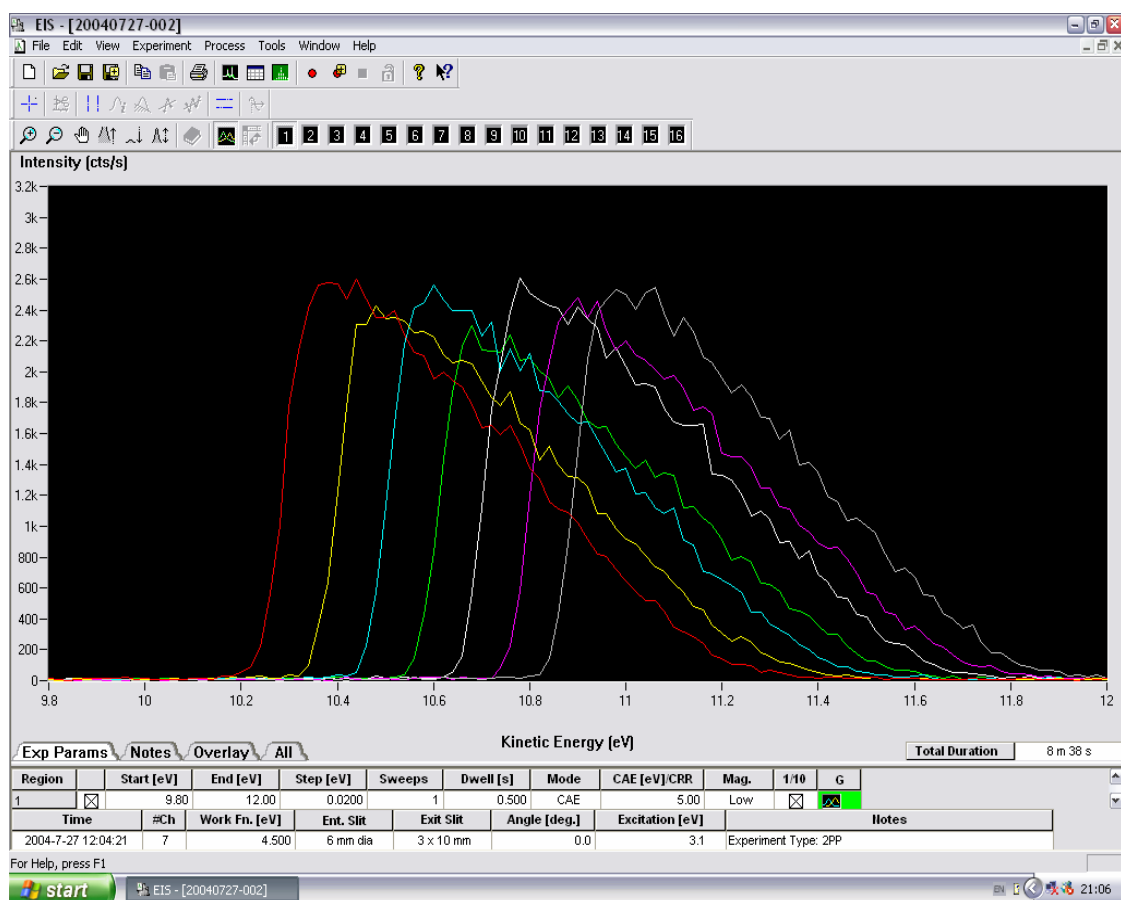 EIS - [20040727-002]
File Edit View Experiment Process Tools Window Help
1 2 3 4 5 6 7 8 9 10 11 12 13 14 15 16
Intensity (cts/s)
3.2k
3k
2.8k
2.6k
2.4k
2.2k
2k
1.8k
1.6k
1.4k
1.2k
1k
800
600
400
200
0
9.8 10 10.2 10.4 10.6 10.8 11 11.2 11.4 11.6 11.8 12
Kinetic Energy (eV)
Exp Params Notes Overlay All Total Duration 8 m 38 s
Region Start [eV] End [eV] Step [eV] Sweeps Dwell [s] Mode CAE [eV]/CRR Mag. 1/10 G
1 9.80 12.00 0.0200 1 0.500 CAE 5.00 Low
Time #Ch Work Fn. [eV] Ent. Slit Exit Slit Angle [deg.] Excitation [eV] Notes
2004-7-27 12:04:21 7 4.500 6 mm dia 3 x 10 mm 0.0 3.1 Experiment Type: 2PP
For Help, press F1
start EIS - [20040727-002] EN 21:06